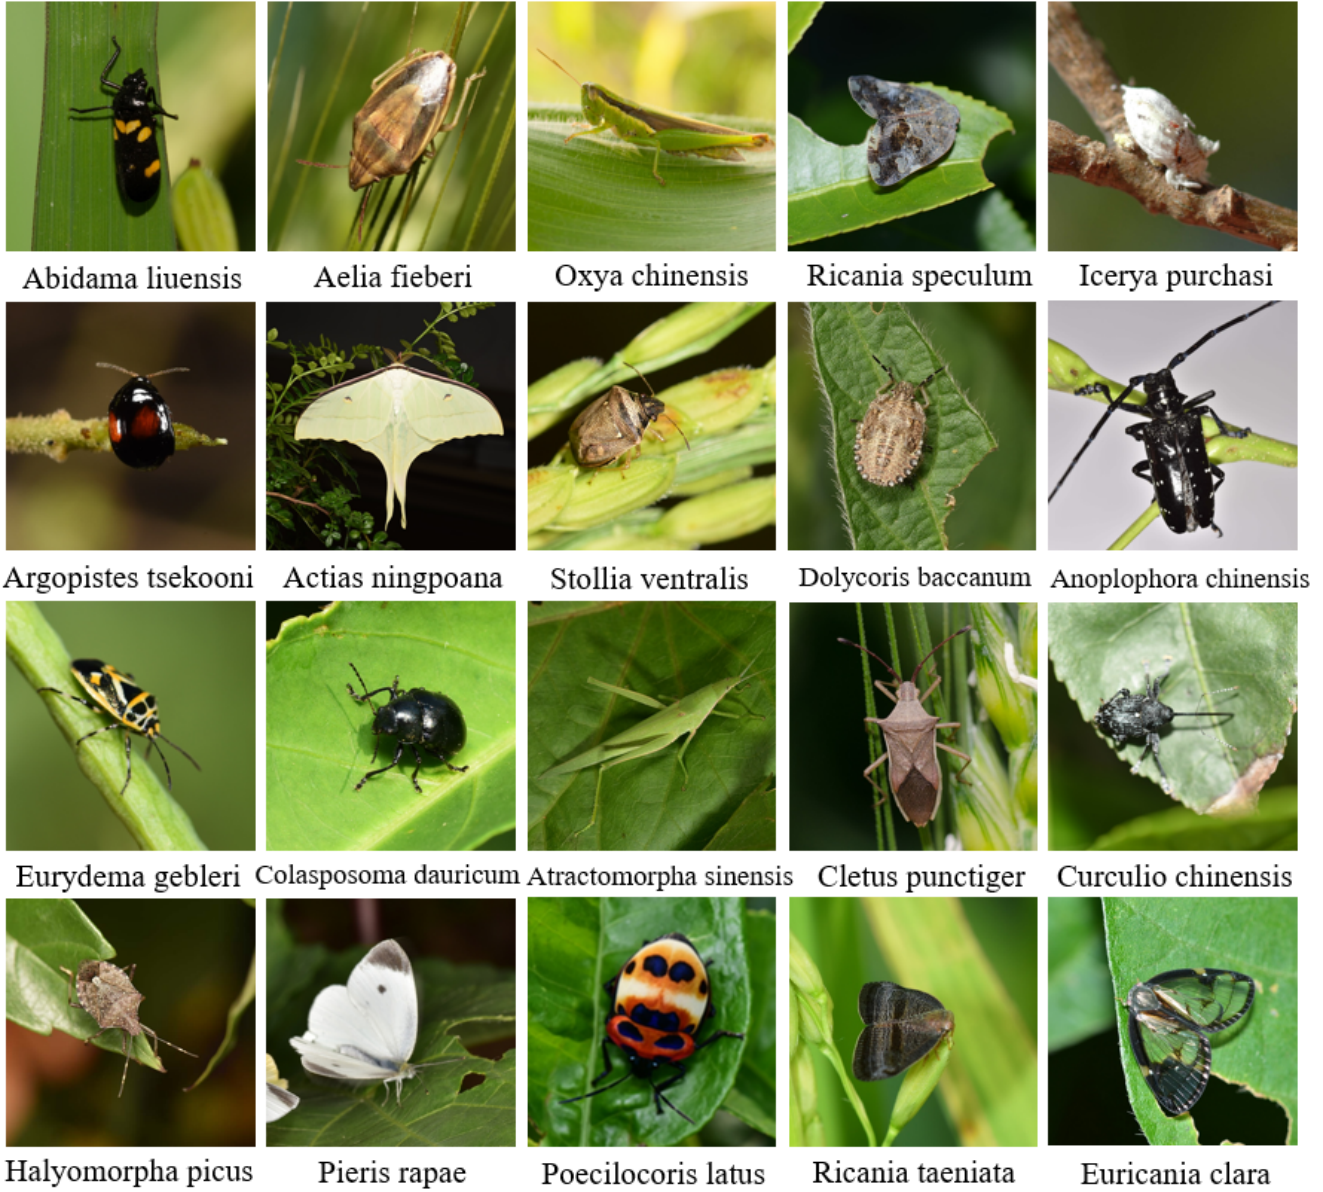 Abidama liuensis
Aelia fieberi
Oxya chinensis
Ricania speculum
Icerya purchasi
Argopistes tsekooni
Actias ningpoana
Stollia ventralis
Dolycoris baccanum
Anoplophora chinensis
Eurydema gebleri
Colasposoma dauricum
Atractomorpha sinensis
Cletus punctiger
Curculio chinensis
Halyomorpha picus
Pieris rapae
Poecilocoris latus
Ricania taeniata
Euricania clara